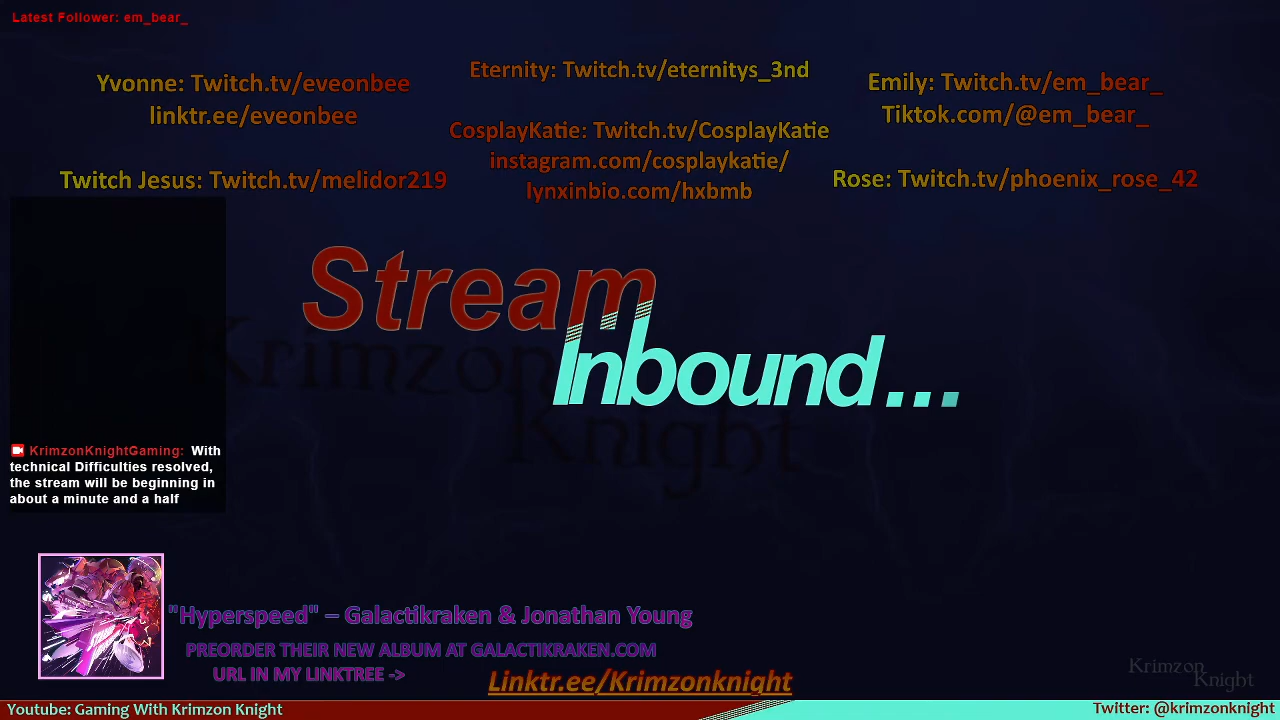 Latest Follower: em_bear_
Yvonne: Twitch.tv/eveonbee
linktr.ee/eveonbee
Twitch Jesus: Twitch.tv/melidor219
Eternity: Twitch.tv/eternitys_3nd
CosplayKatie: Twitch.tv/CosplayKatie
instagram.com/cosplaykatie/
lynxinbio.com/hxbmb
Emily: Twitch.tv/em_bear_
Tiktok.com/@em_bear_
Rose: Twitch.tv/phoenix_rose_42
Stream
Inbound...
Krimzon
Knight
KrimzonKnightGaming: With
technical Difficulties resolved,
the stream will be beginning in
about a minute and a half
"Hyperspeed" – Galactikraken & Jonathan Young
PREORDER THEIR NEW ALBUM AT GALACTIKRAKEN.COM
URL IN MY LINKTREE ->
Linktr.ee/Krimzonknight
Krimzon
Knight
Youtube: Gaming With Krimzon Knight
Twitter: @krimzonknight